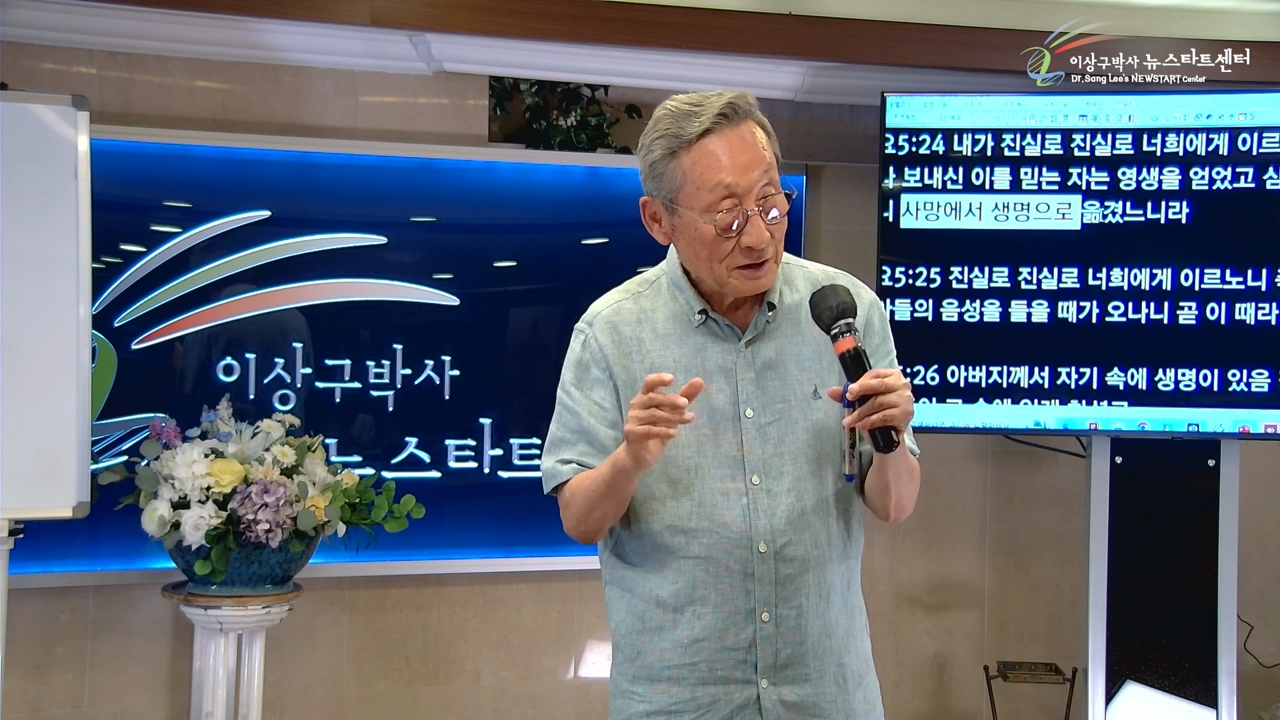 이상구박사 뉴스타트센터
Dr. Sang Lee's NEWSTART Center
5:24 내가 진실로 진실로 너희에게 이르
보내신 이를 믿는 자는 영생을 얻었고 심
사망에서 생명으로 옮겼느니라
5:25 진실로 진실로 너희에게 이르노니
아들의 음성을 들을 때가 오나니 곧 이 때라
:26 아버지께서 자기 속에 생명이 있음
이상구박사
뉴스타트